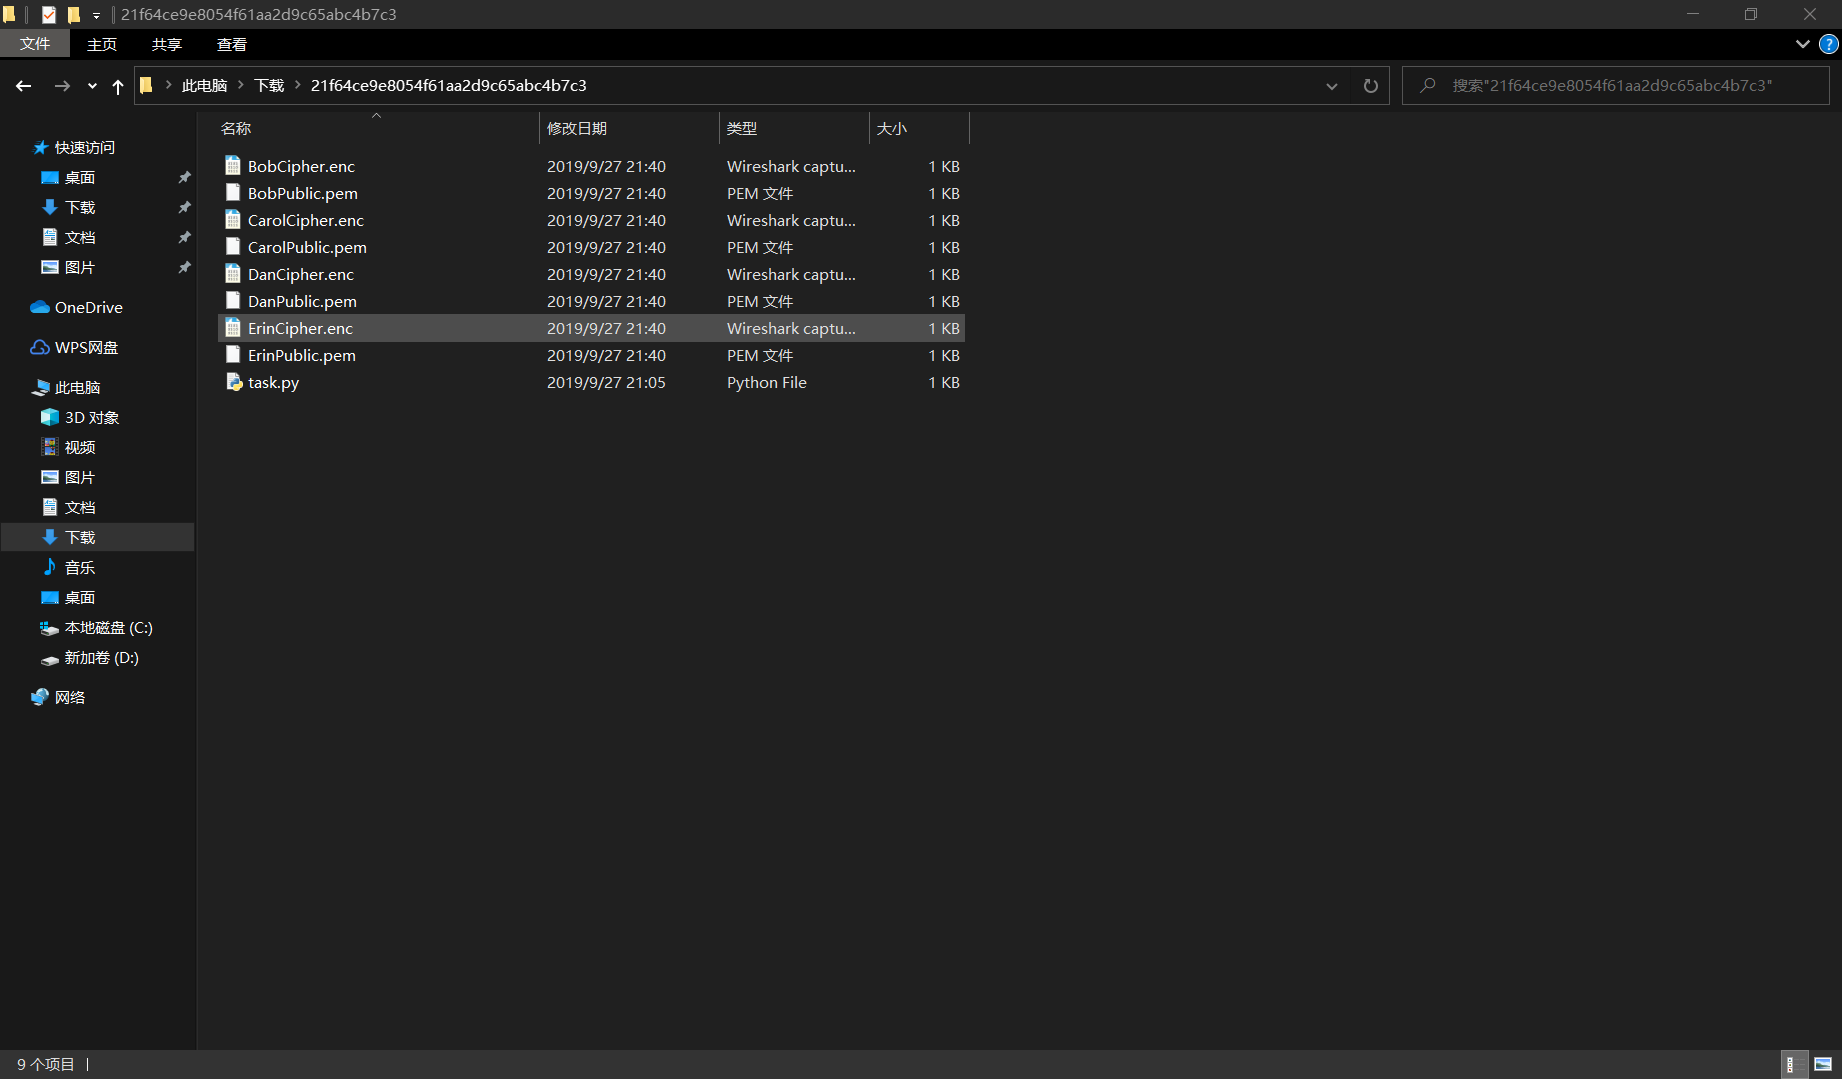 21f64ce9e8054f61aa2d9c65abc4b7c3
文件 主页 共享 查看
此电脑 下载 21f64ce9e8054f61aa2d9c65abc4b7c3
搜索"21f64ce9e8054f61aa2d9c65abc4b7c3"
快速访问
桌面
下载
文档
图片
OneDrive
WPS网盘
此电脑
3D 对象
视频
图片
文档
下载
音乐
桌面
本地磁盘 (C:)
新加卷 (D:)
网络
名称 修改日期 类型 大小
BobCipher.enc 2019/9/27 21:40 Wireshark captu... 1 KB
BobPublic.pem 2019/9/27 21:40 PEM 文件 1 KB
CarolCipher.enc 2019/9/27 21:40 Wireshark captu... 1 KB
CarolPublic.pem 2019/9/27 21:40 PEM 文件 1 KB
DanCipher.enc 2019/9/27 21:40 Wireshark captu... 1 KB
DanPublic.pem 2019/9/27 21:40 PEM 文件 1 KB
ErinCipher.enc 2019/9/27 21:40 Wireshark captu... 1 KB
ErinPublic.pem 2019/9/27 21:40 PEM 文件 1 KB
task.py 2019/9/27 21:05 Python File 1 KB
9 个项目